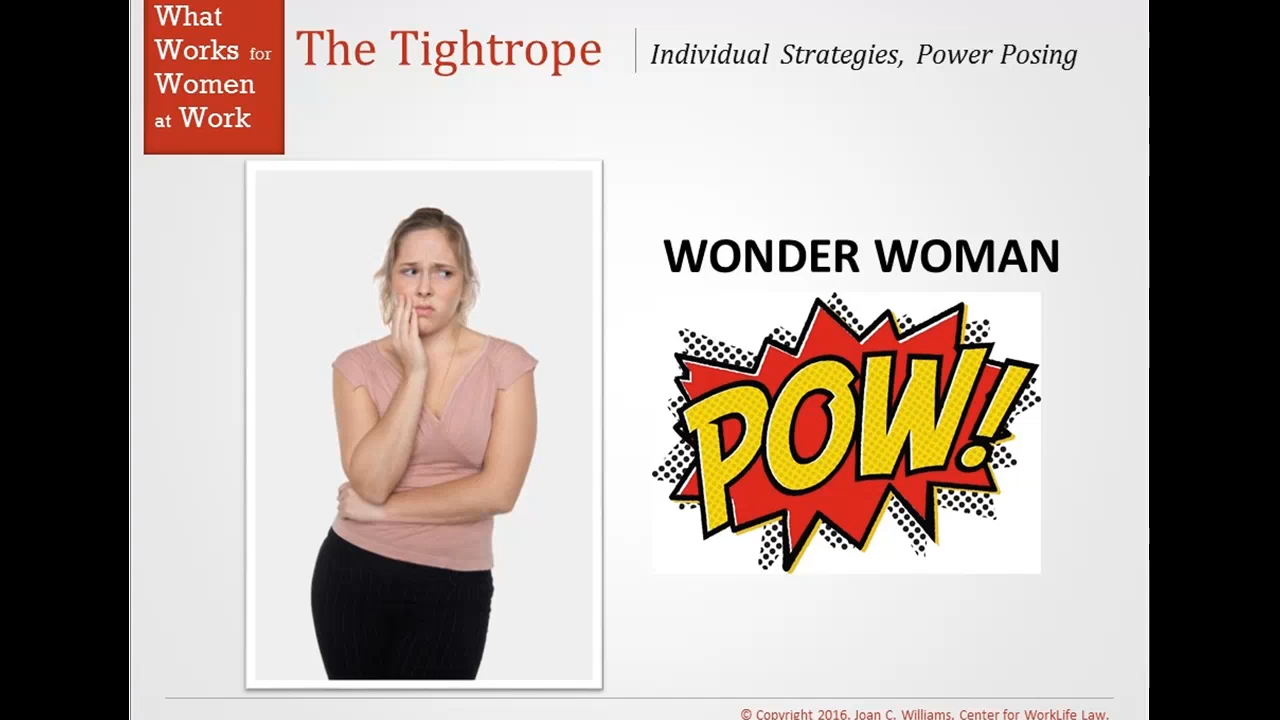 What
Works for
Women
at Work
The Tightrope
Individual Strategies, Power Posing
WONDER WOMAN
POW!
© Copyright 2016. Joan C. Williams. Center for WorkLife Law.